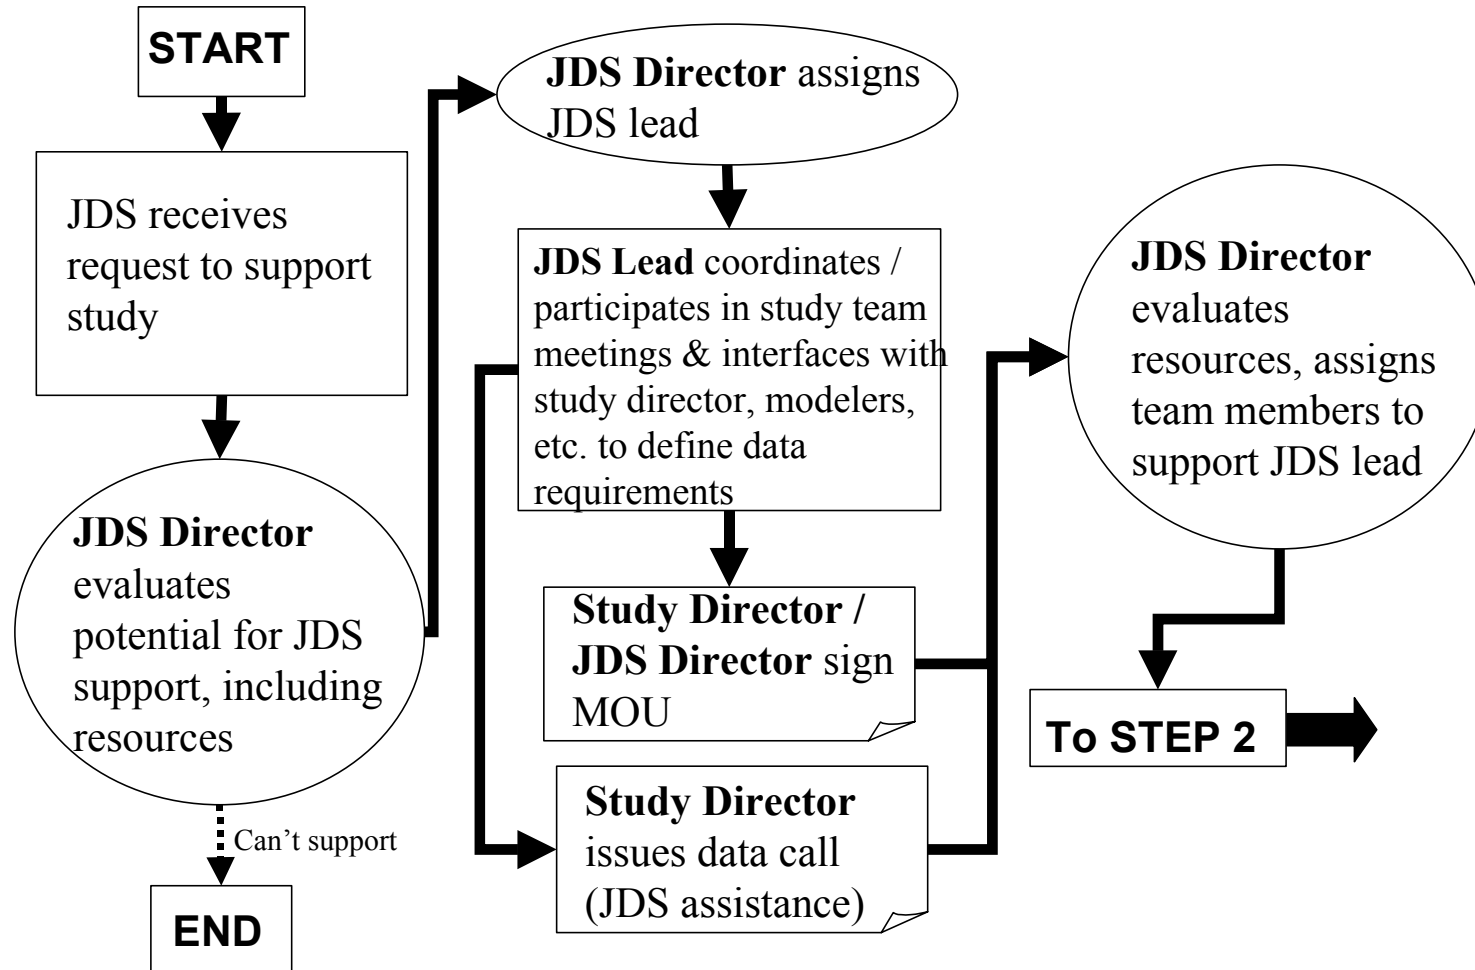 START
JDS receives
request to support
study
JDS Director
evaluates
potential for JDS
support, including
resources
Can’t support
END
JDS Director assigns
JDS lead
JDS Lead coordinates /
participates in study team
meetings & interfaces with
study director, modelers,
etc. to define data
requirements
Study Director /
JDS Director sign
MOU
Study Director
issues data call
(JDS assistance)
JDS Director
evaluates
resources, assigns
team members to
support JDS lead
To STEP 2